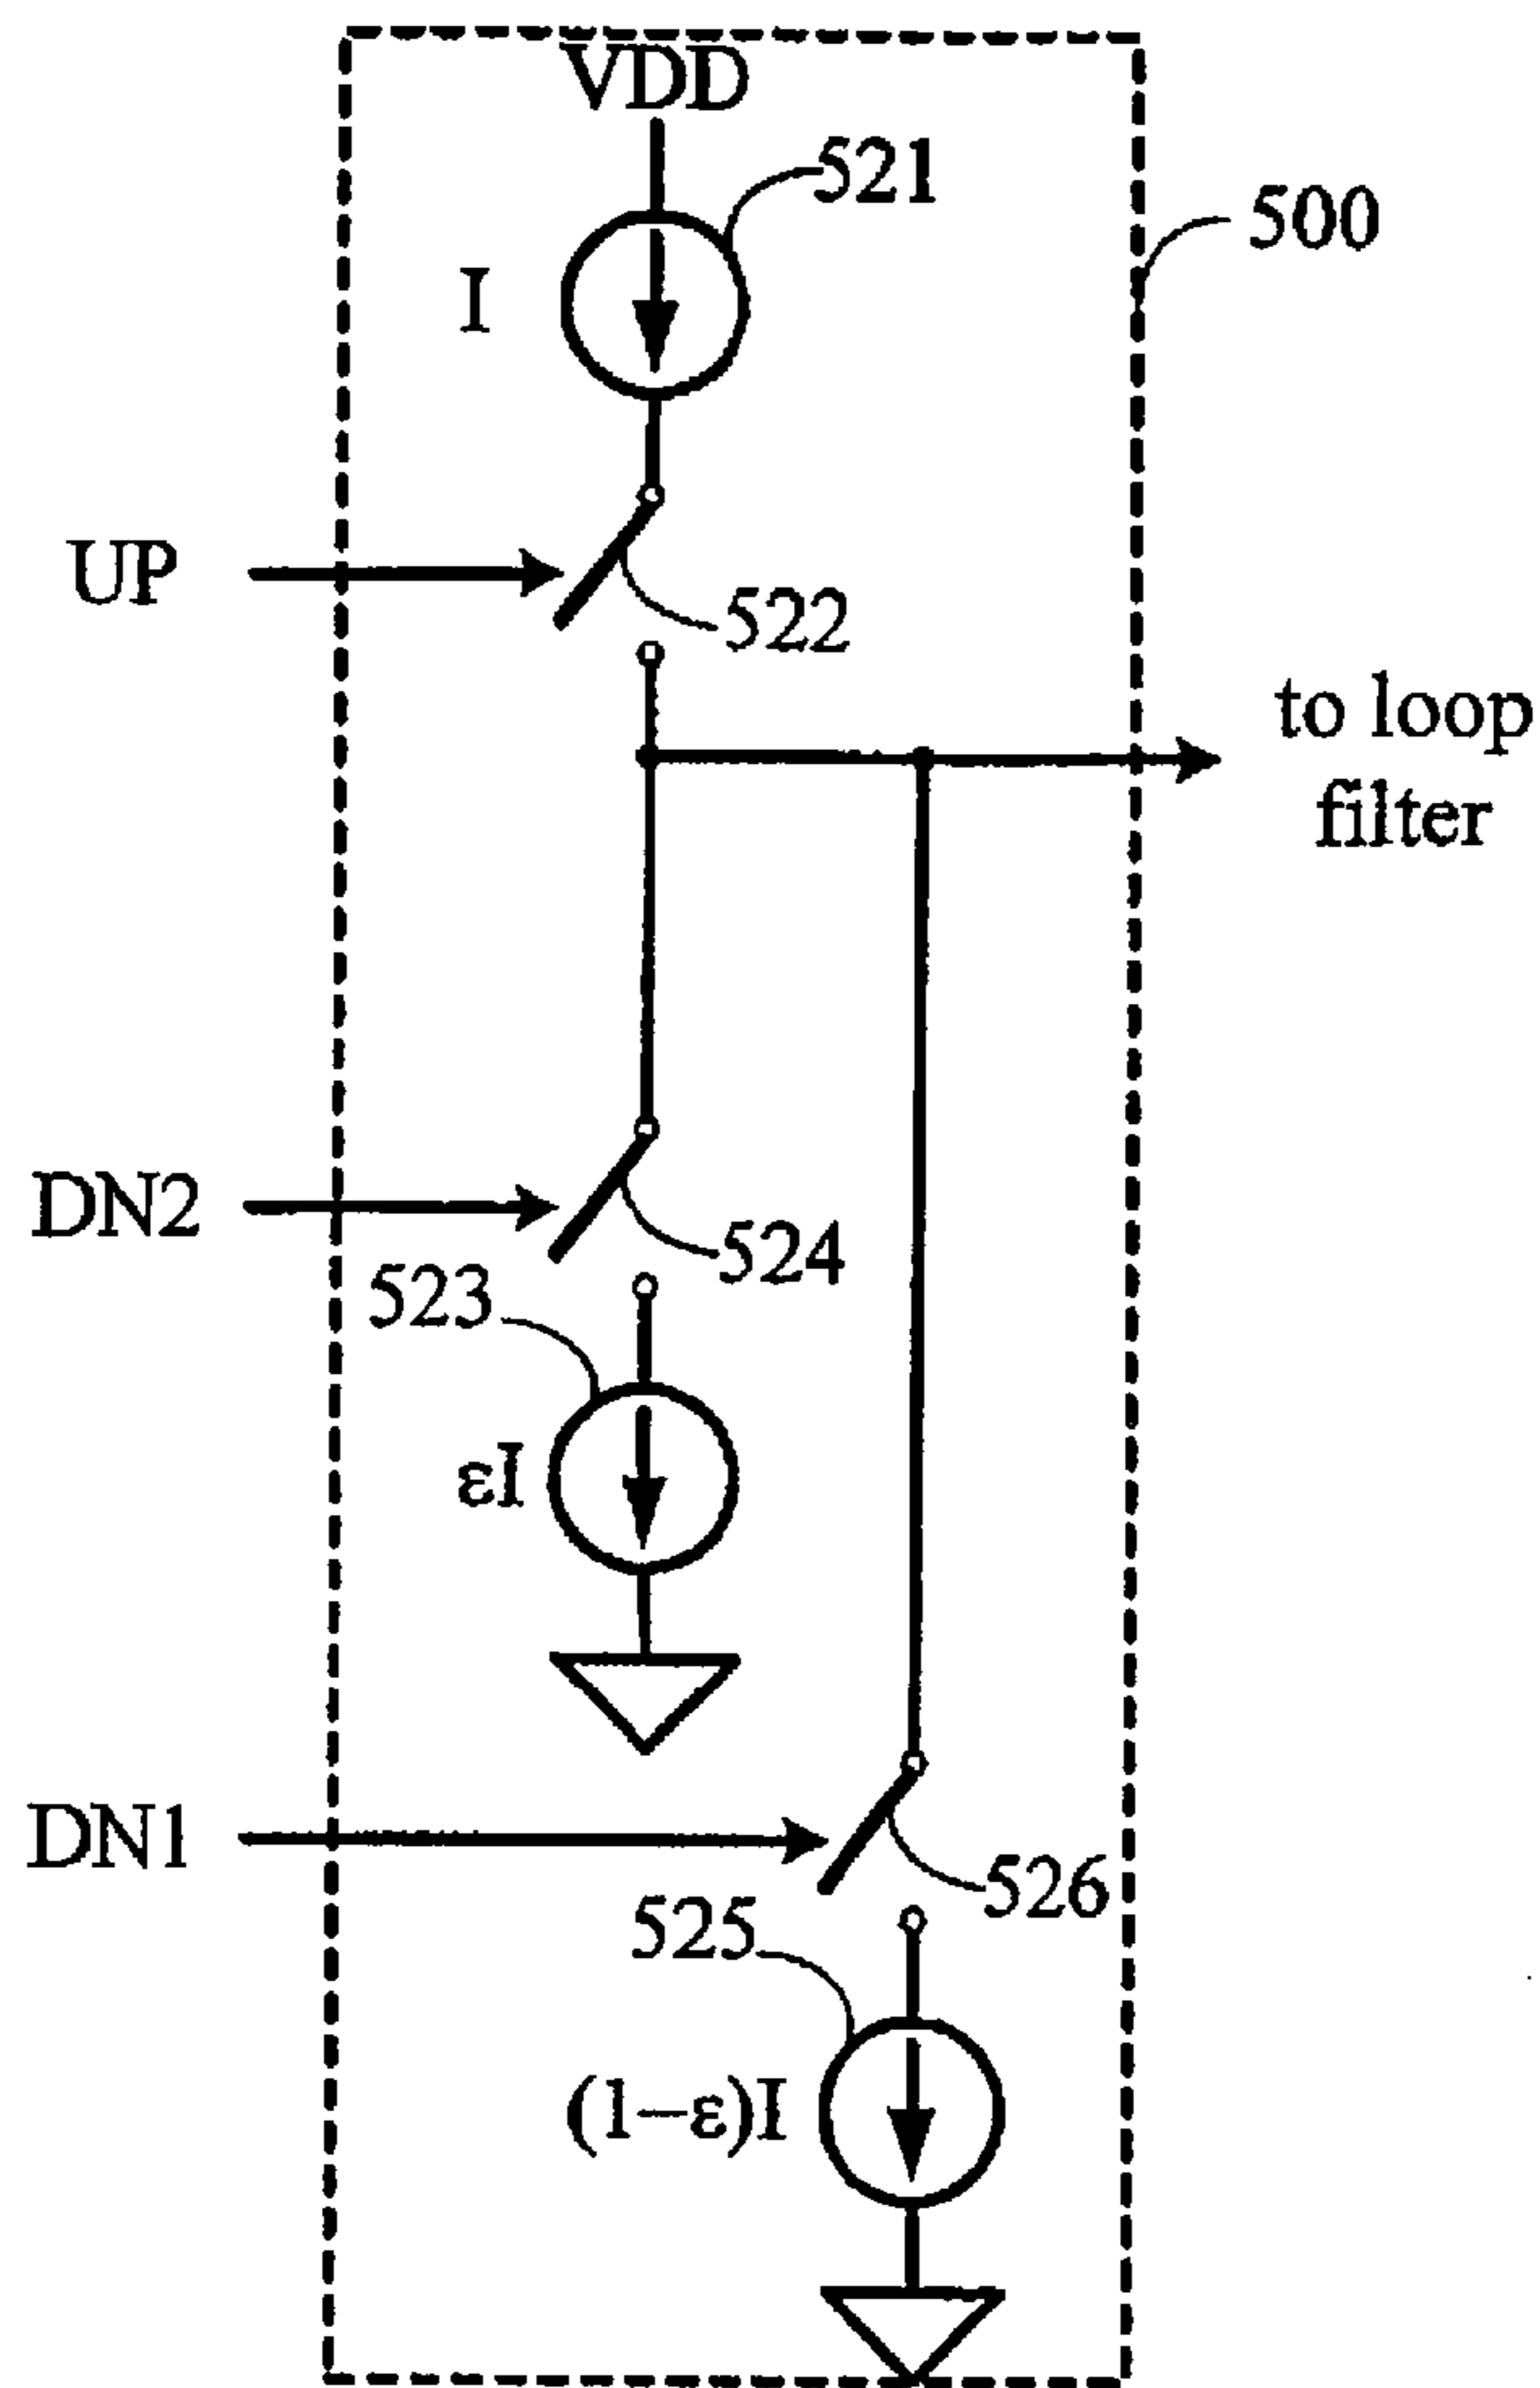 VDD
521
500
I
UP
522
to loop
filter
DN2
524
523
εI
DN1
526
525
(1–ε)I